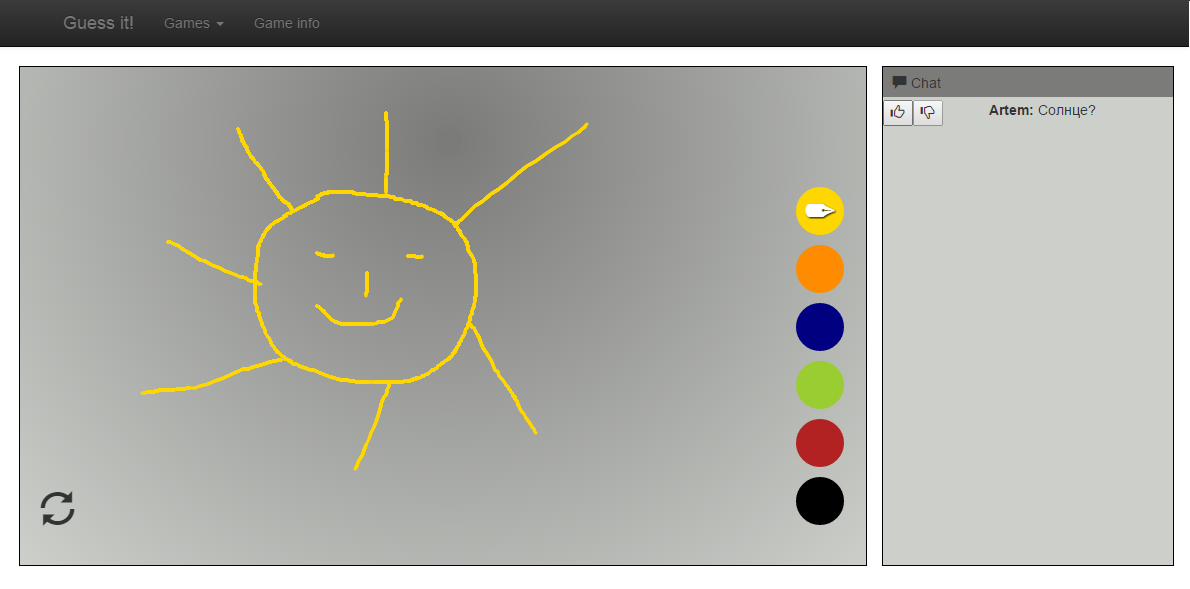 Guess it! Games Game info
Chat
Artem: Солнце?